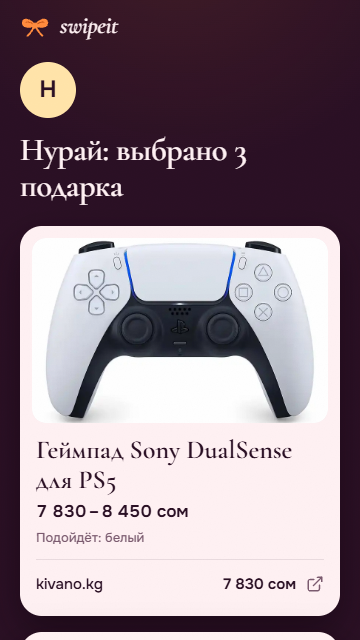 swipeit
Н
Нурай: выбрано 3
подарка
Геймпад Sony DualSense
для PS5
7 830 – 8 450 сом
Подойдёт: белый
kivano.kg 7 830 сом